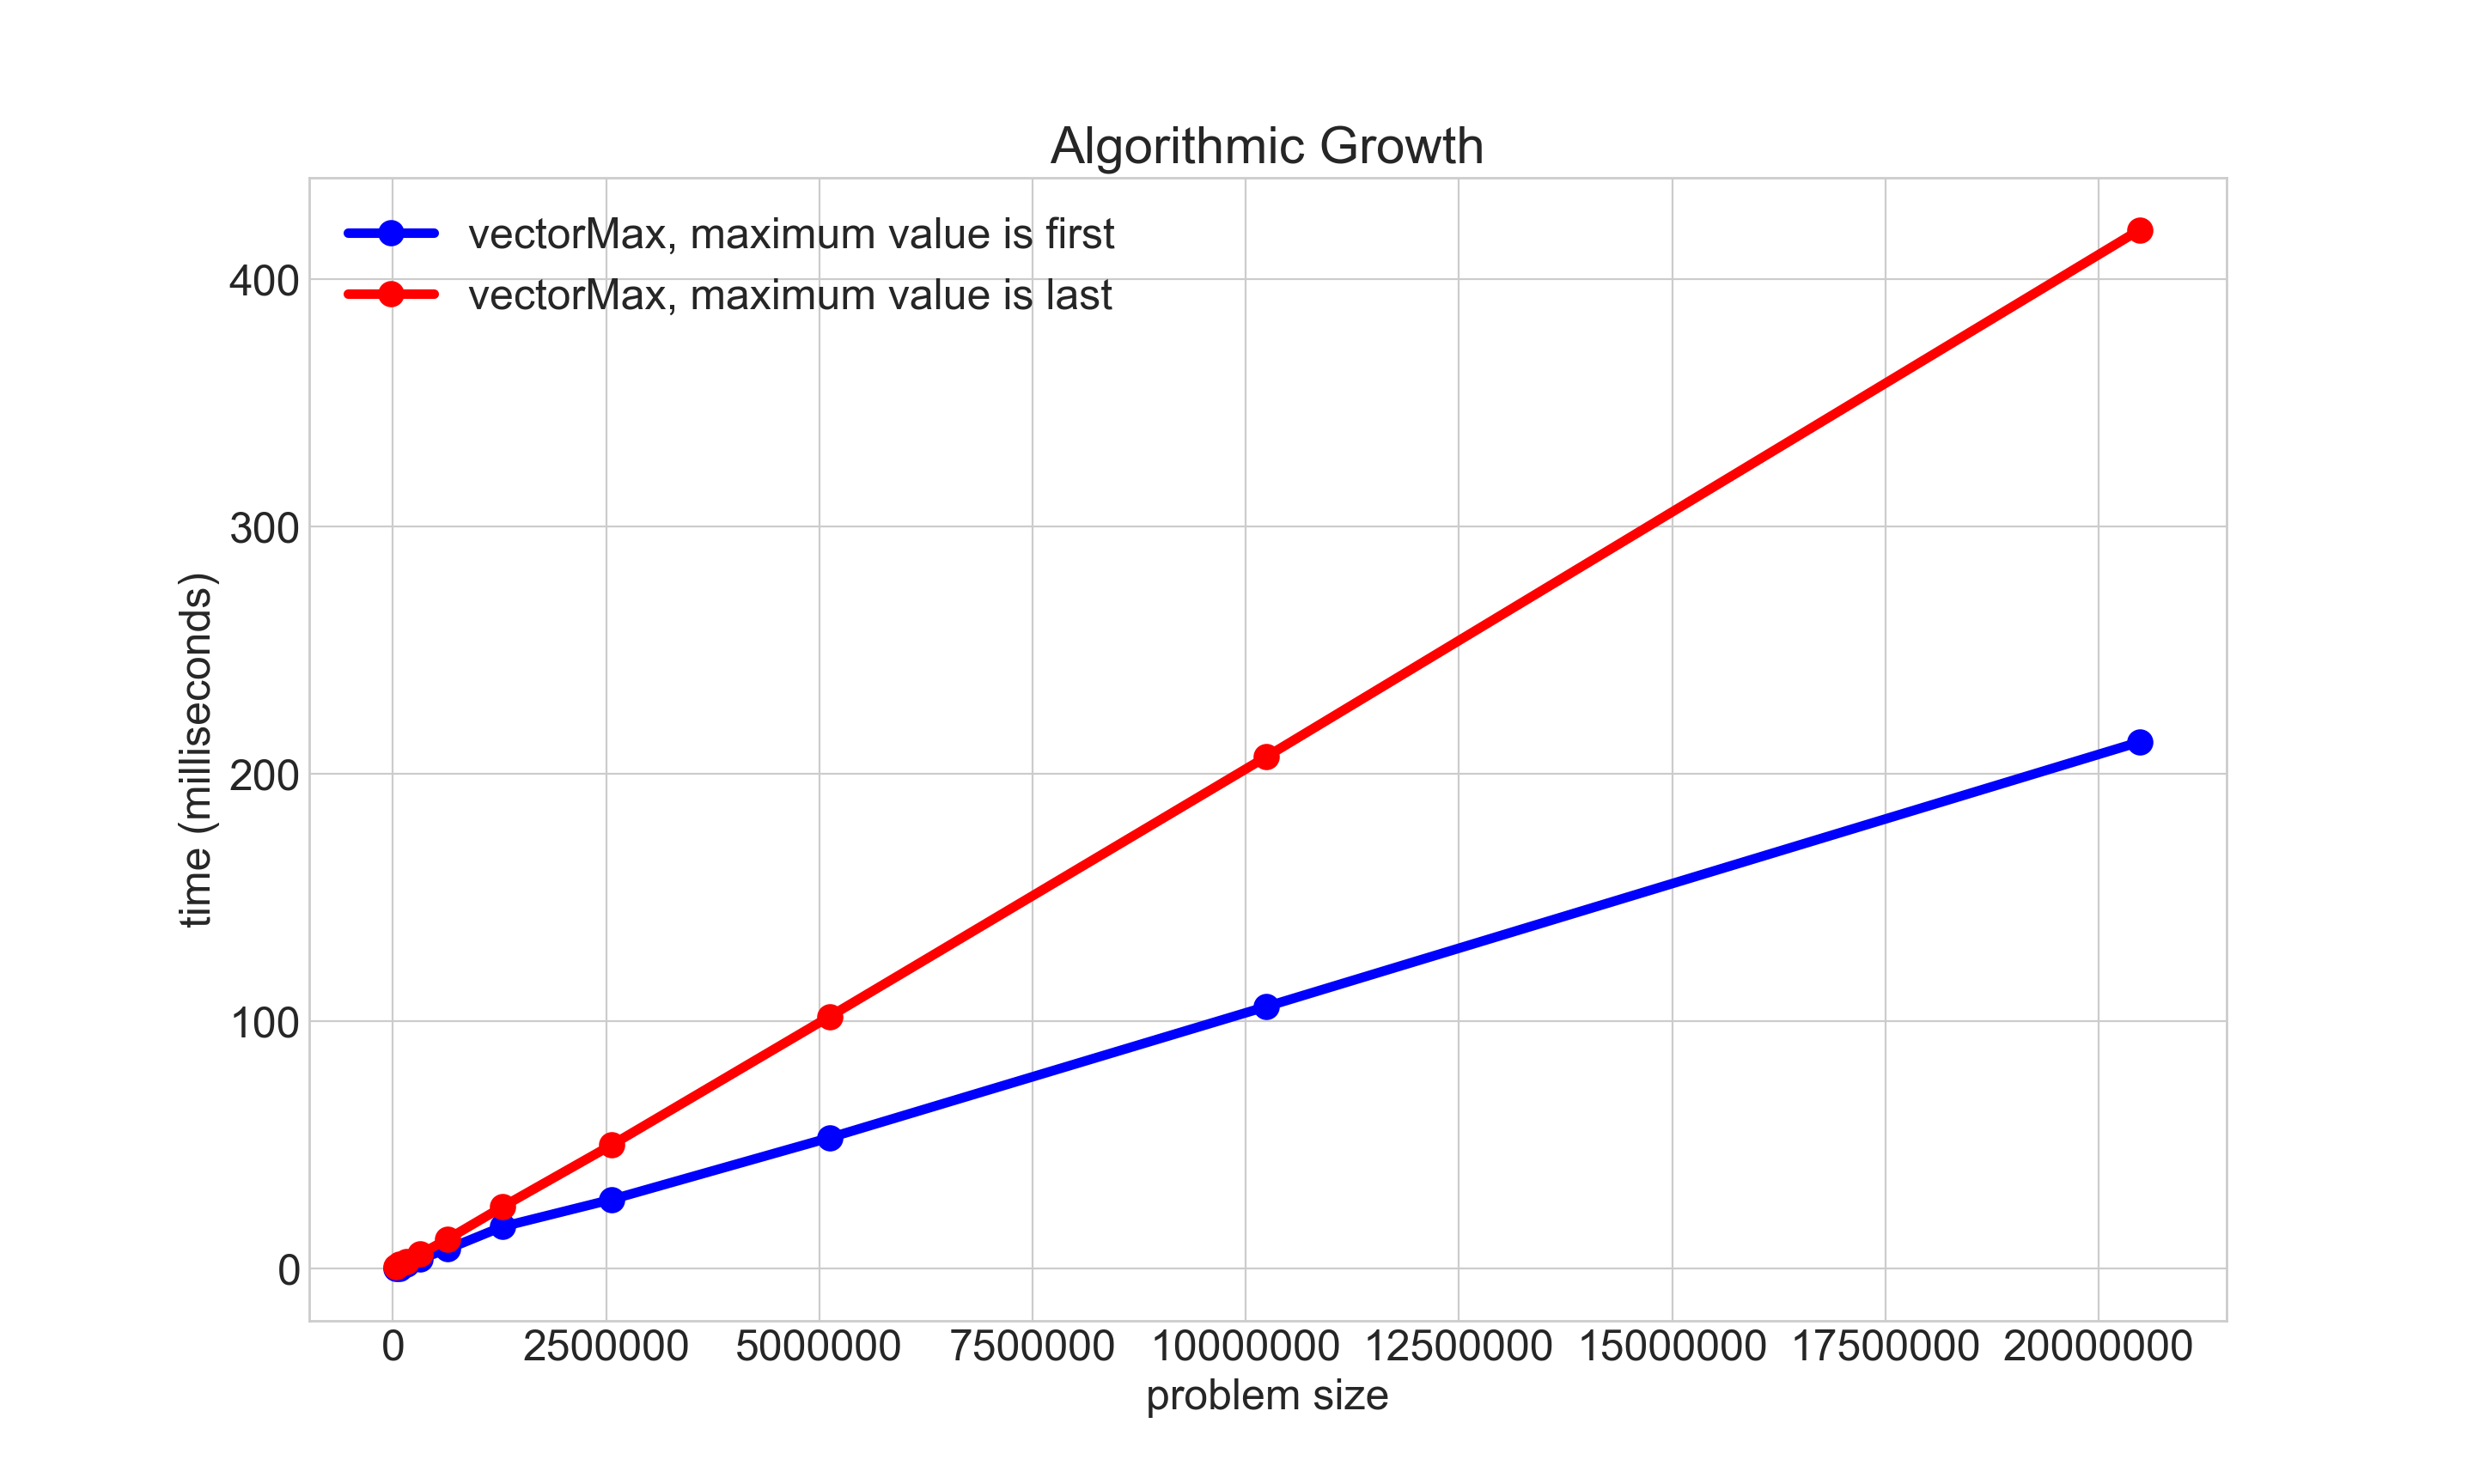 Algorithmic Growth
vectorMax, maximum value is first
vectorMax, maximum value is last
400
300
200
100
0
time (milliseconds)
0 2500000 5000000 7500000 10000000 12500000 15000000 17500000 20000000
problem size